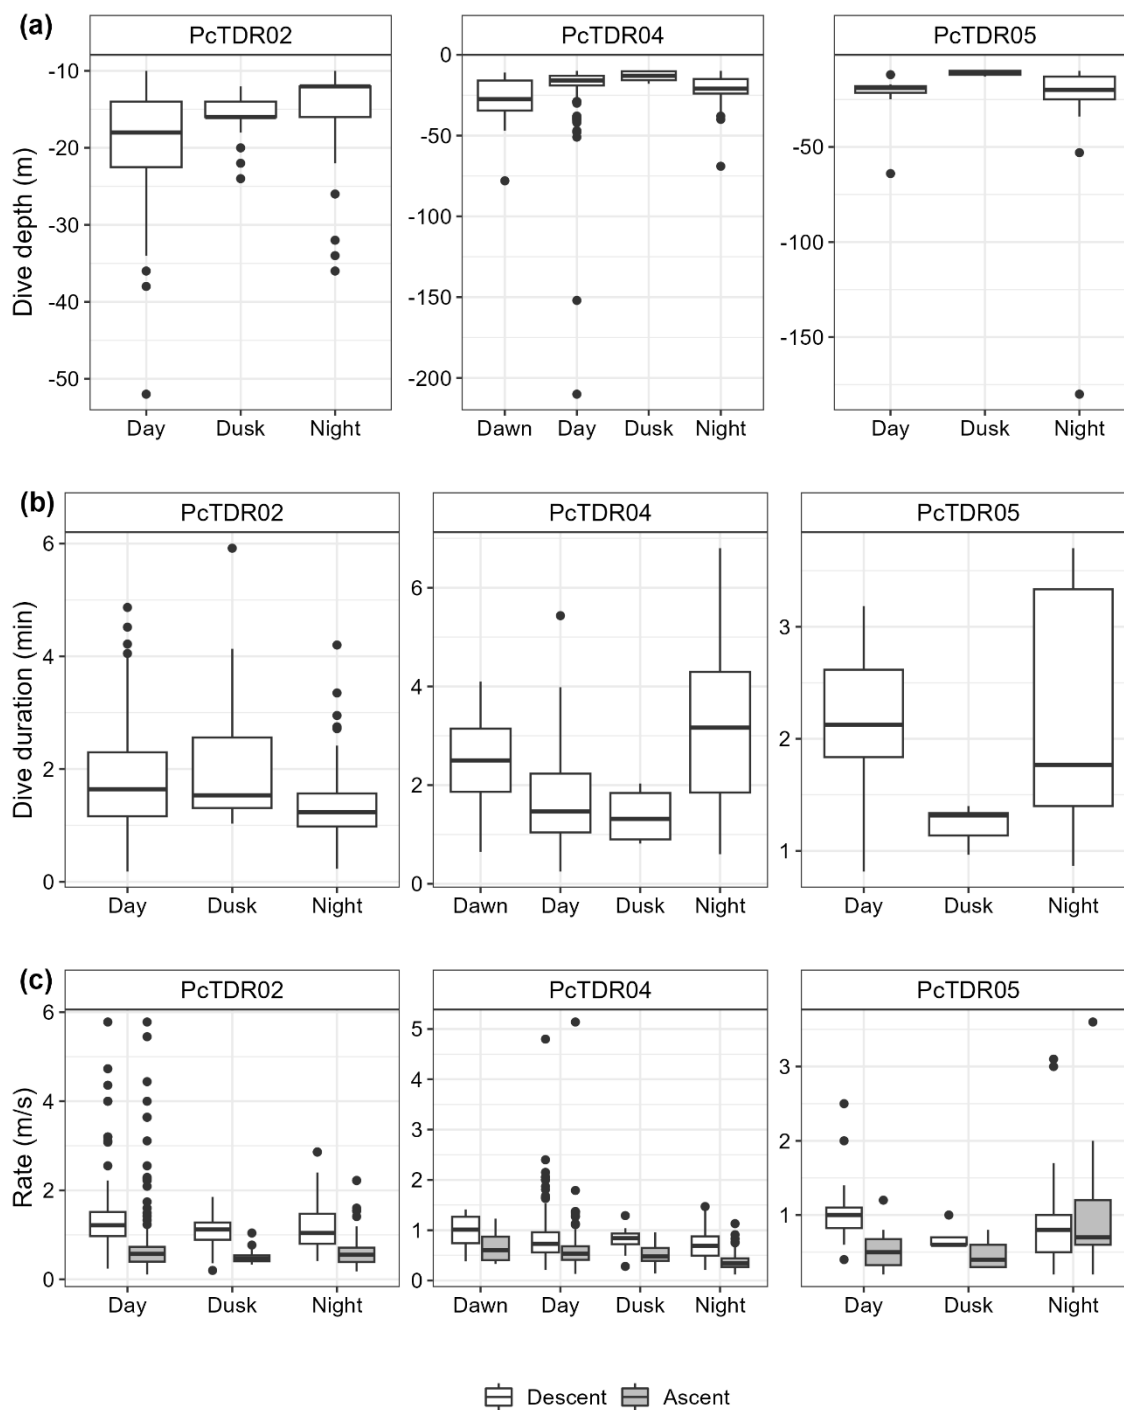 (a)
PcTDR02 PcTDR04 PcTDR05
Dive depth (m)
-10
-20
-30
-40
-50
0
-50
-100
-150
-200
-50
-100
-150
Day Dusk Night Dawn Day Dusk Night Day Dusk Night
(b)
PcTDR02 PcTDR04 PcTDR05
Dive duration (min)
6
4
2
0
6
4
2
0
3
2
1
Day Dusk Night Dawn Day Dusk Night Day Dusk Night
(c)
PcTDR02 PcTDR04 PcTDR05
Rate (m/s)
6
4
2
0
5
4
3
2
1
0
3
2
1
Day Dusk Night Dawn Day Dusk Night Day Dusk Night
Descent Ascent